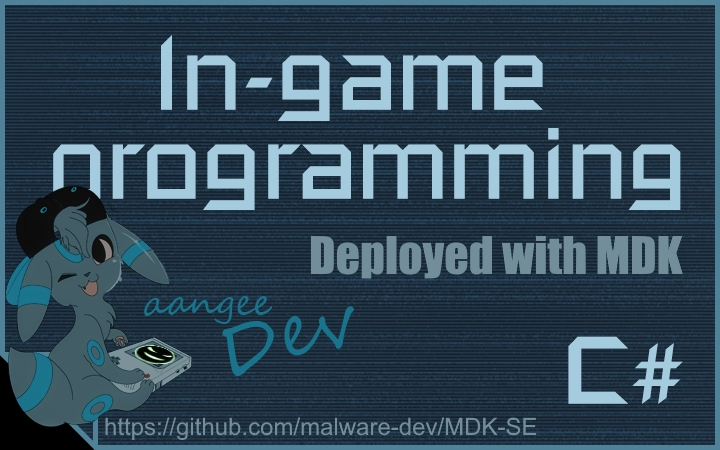 In-game
programming
Deployed with MDK
aangee
Dev
C#
https://github.com/malware-dev/MDK-SE